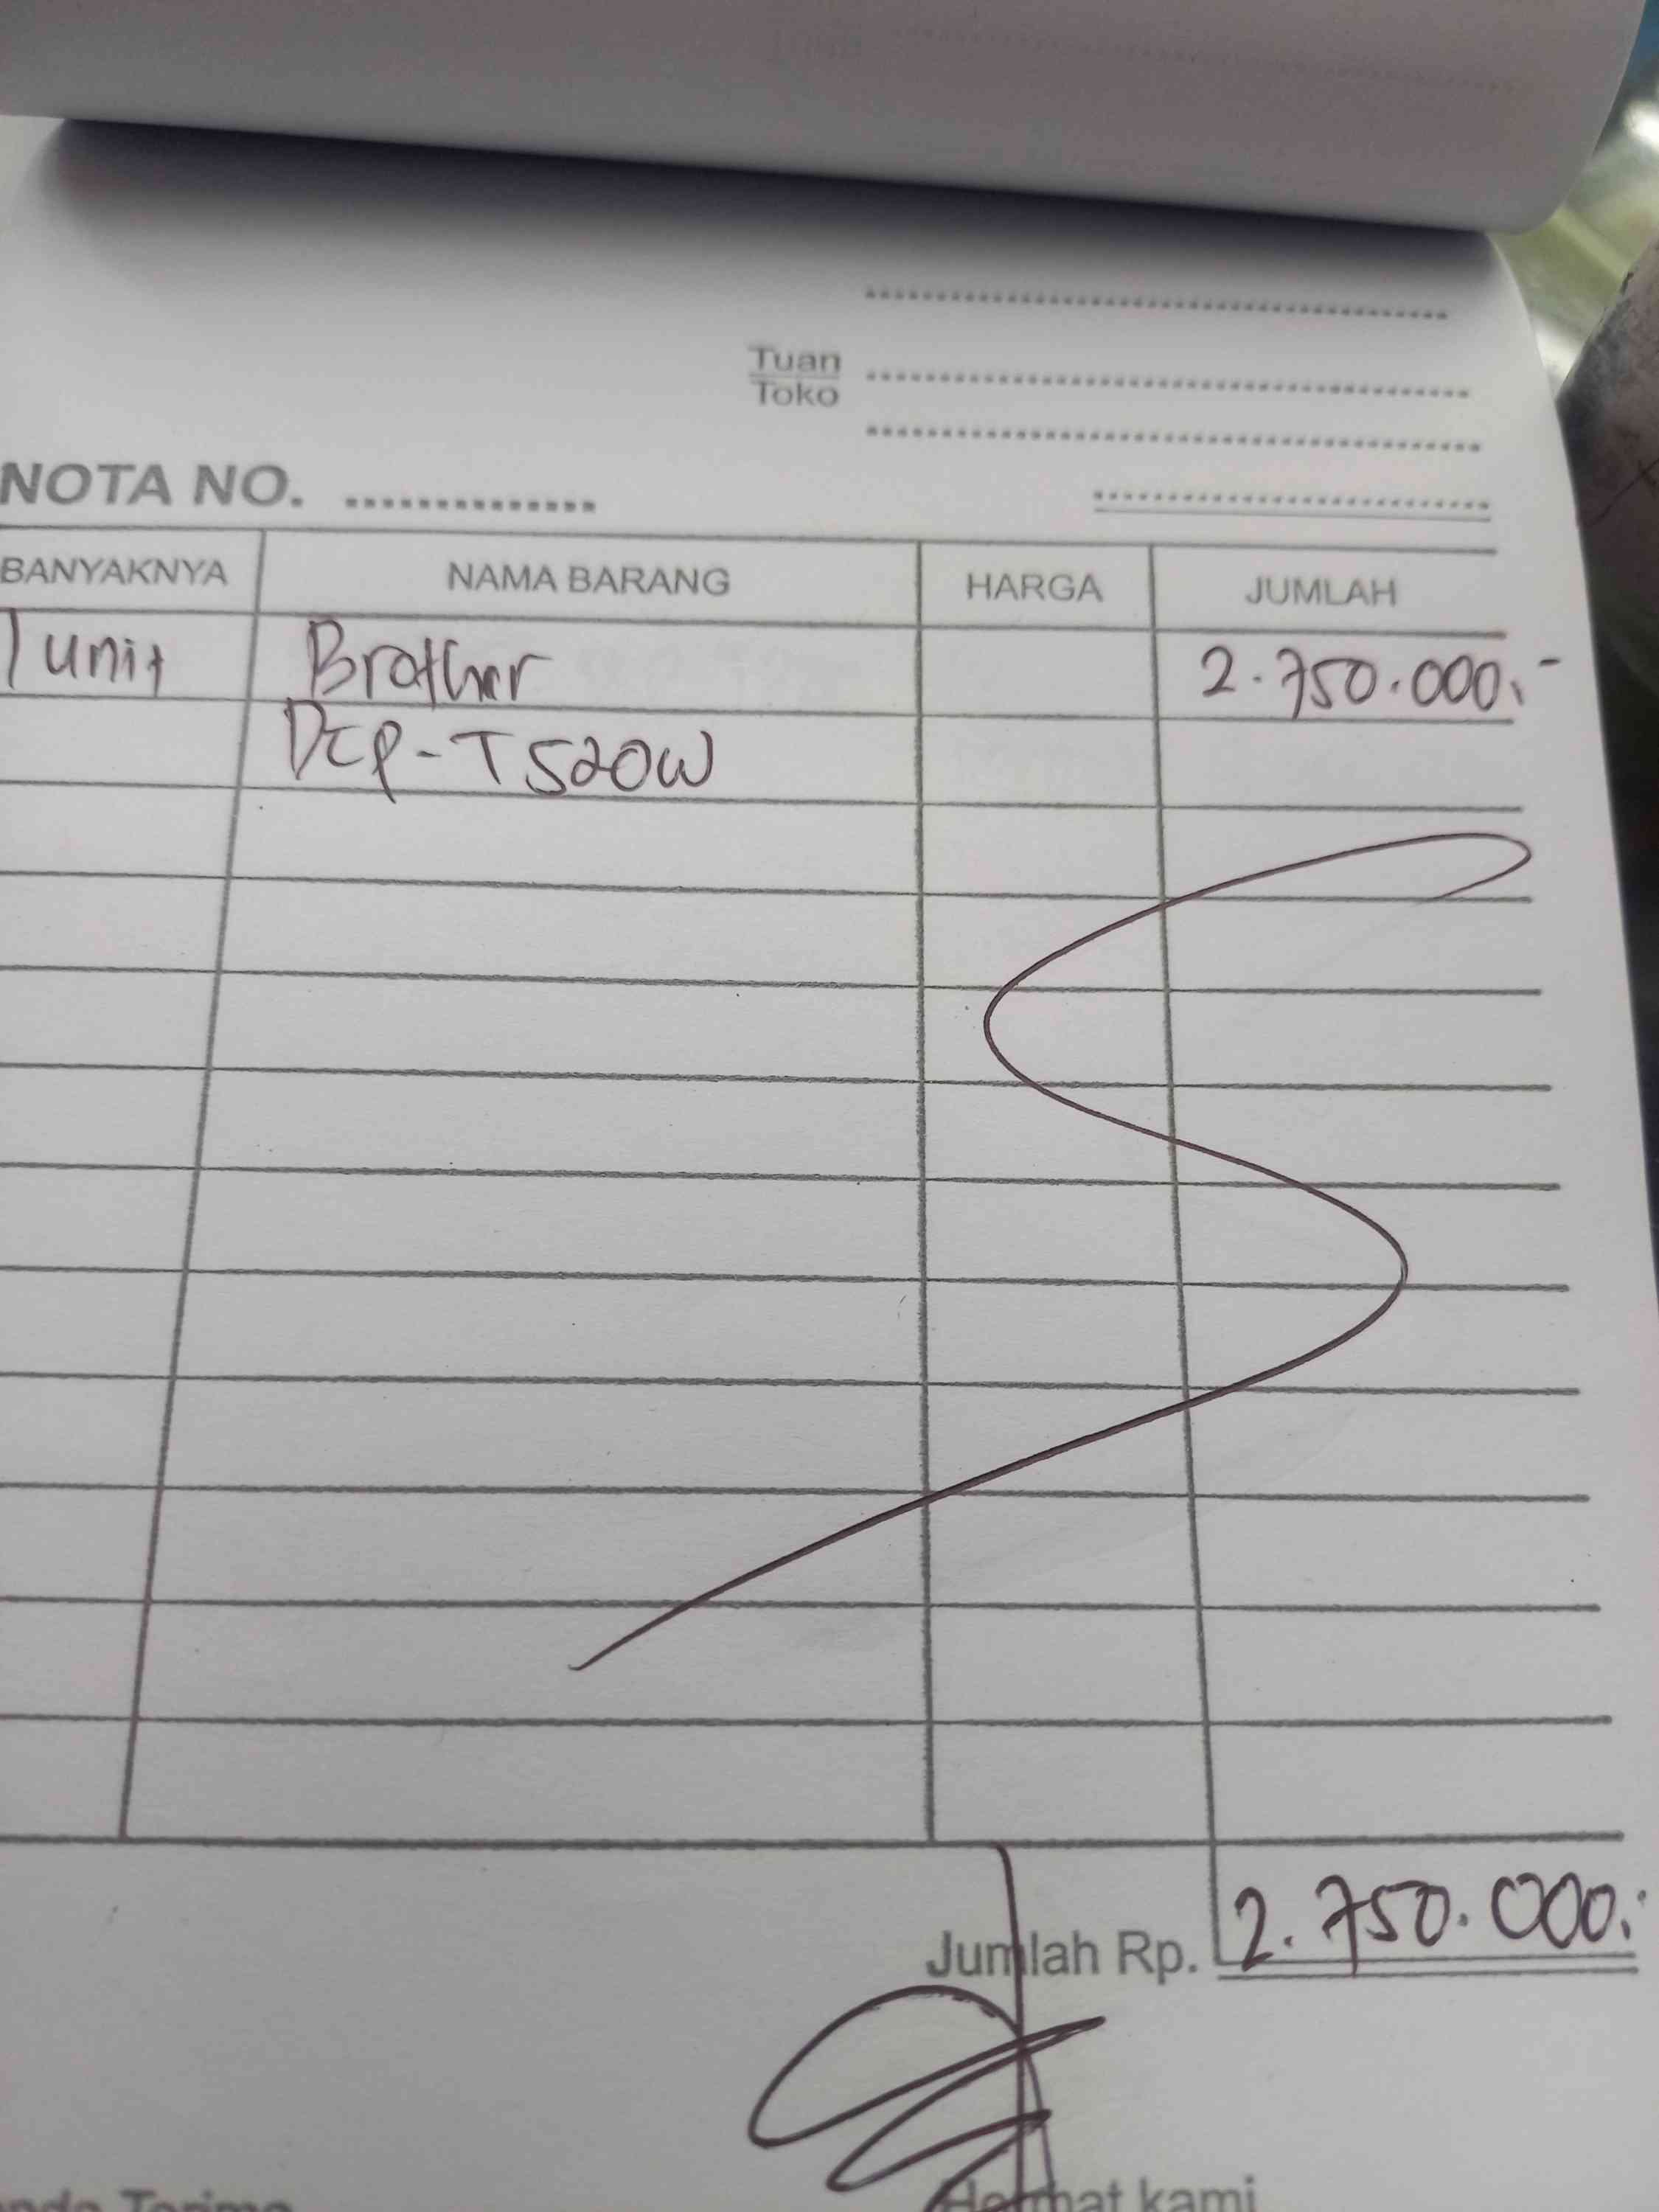 Tuan
Toko
NOTA NO. ..............
BANYAKNYA NAMA BARANG HARGA JUMLAH
1 unit Brother 2.750.000,-
DCP-T520W
Jumlah Rp. 2.750.000,-
Hormat kami